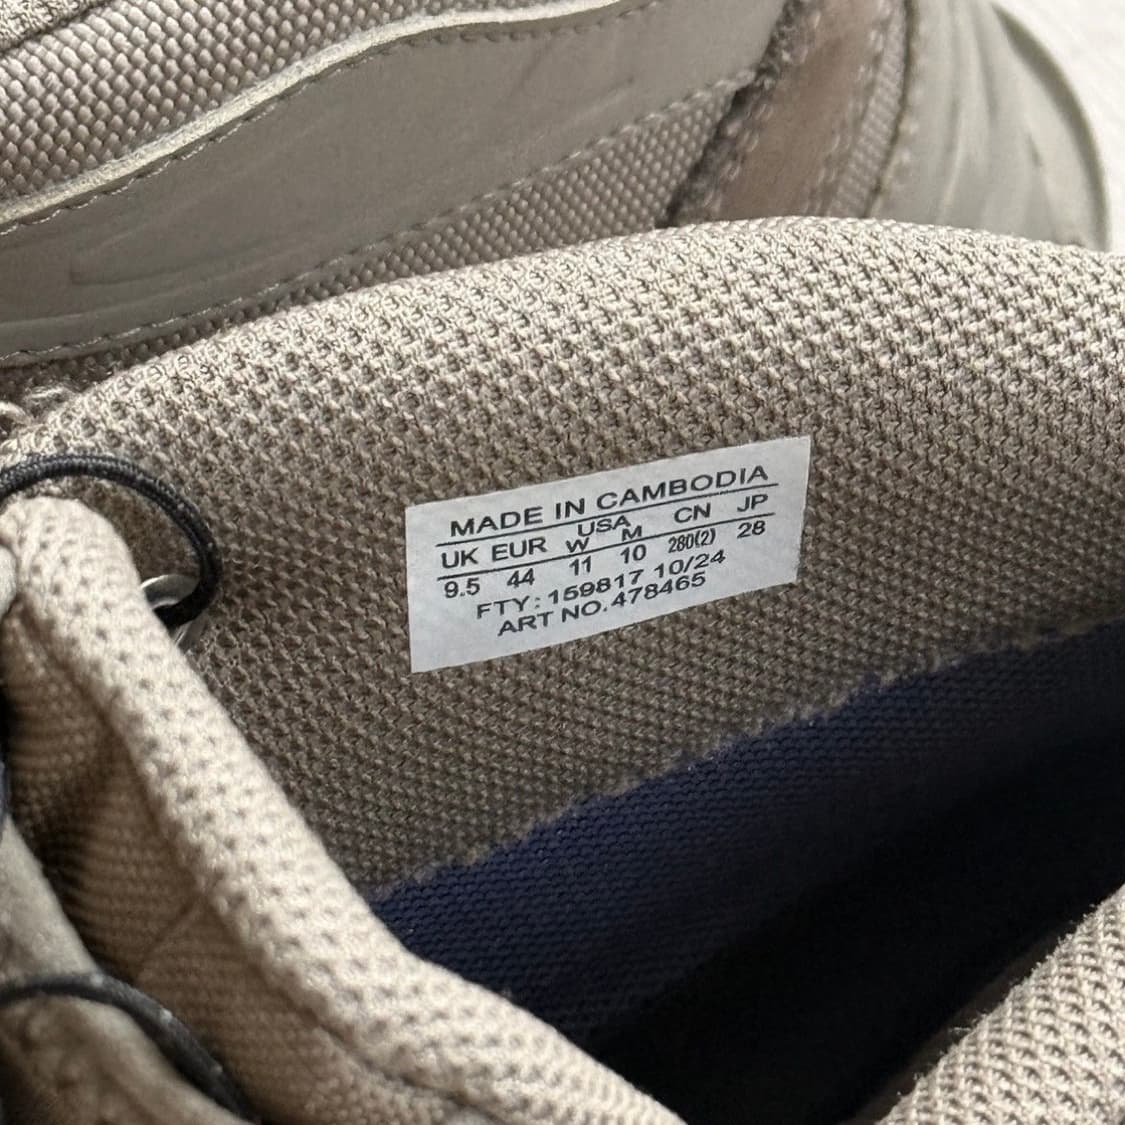 MADE IN CAMBODIA
UK EUR USA W M CN JP
9.5 44 11 10 280(2) 28
FTY: 159817 10/24
ART NO. 478465